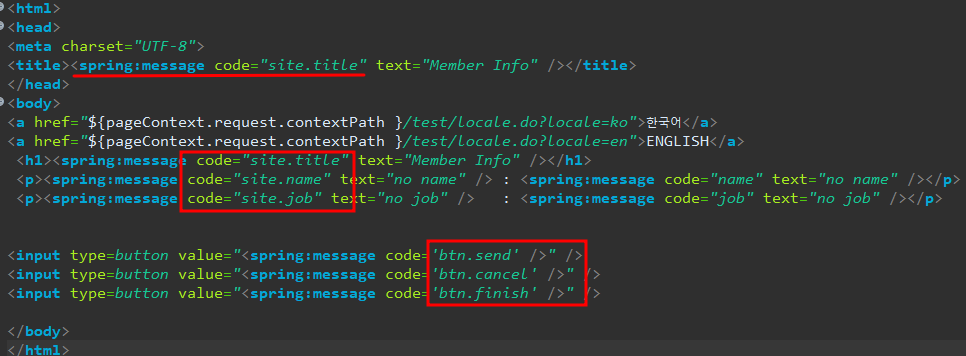 <html>
<head>
<meta charset="UTF-8">
<title><spring:message code="site.title" text="Member Info" /></title>
</head>
<body>
<a href="${pageContext.request.contextPath }/test/locale.do?locale=ko">한국어</a>
<a href="${pageContext.request.contextPath }/test/locale.do?locale=en">ENGLISH</a>
<h1><spring:message code="site.title" text="Member Info" /></h1>
<p><spring:message code="site.name" text="no name" /> : <spring:message code="name" text="no name" /></p>
<p><spring:message code="site.job" text="no job" /> : <spring:message code="job" text="no job" /></p>
<input type=button value="<spring:message code='btn.send' />" />
<input type=button value="<spring:message code='btn.cancel' />" />
<input type=button value="<spring:message code='btn.finish' />" />
</body>
</html>